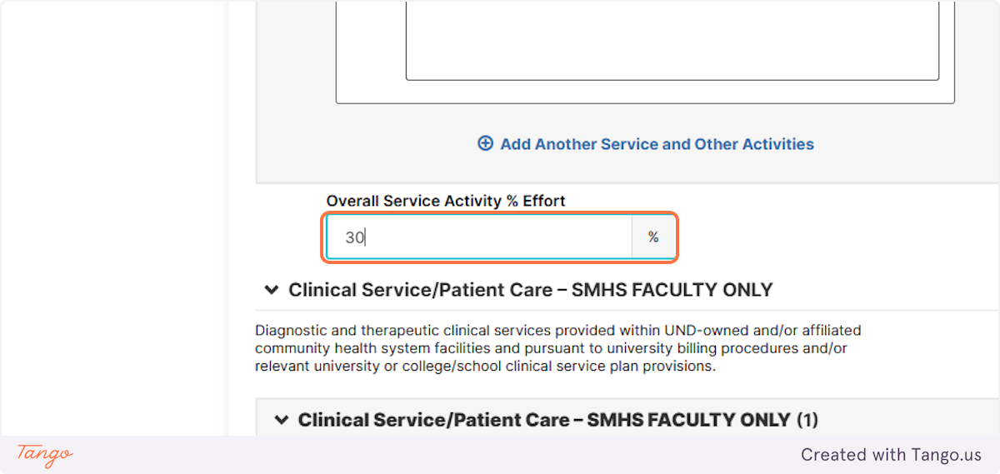 Add Another Service and Other Activities
Overall Service Activity % Effort
30 %
Clinical Service/Patient Care – SMHS FACULTY ONLY
Diagnostic and therapeutic clinical services provided within UND-owned and/or affiliated
community health system facilities and pursuant to university billing procedures and/or
relevant university or college/school clinical service plan provisions.
Clinical Service/Patient Care – SMHS FACULTY ONLY (1)
Tango Created with Tango.us